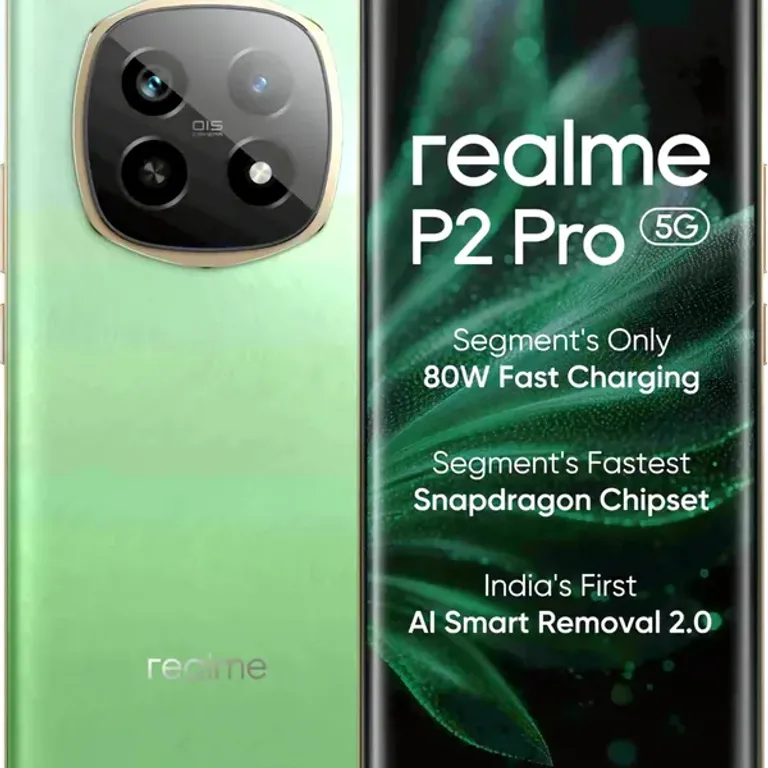 OIS
CAMERA
realme
realme
P2 Pro 5G
Segment's Only
80W Fast Charging
Segment's Fastest
Snapdragon Chipset
India's First
AI Smart Removal 2.0